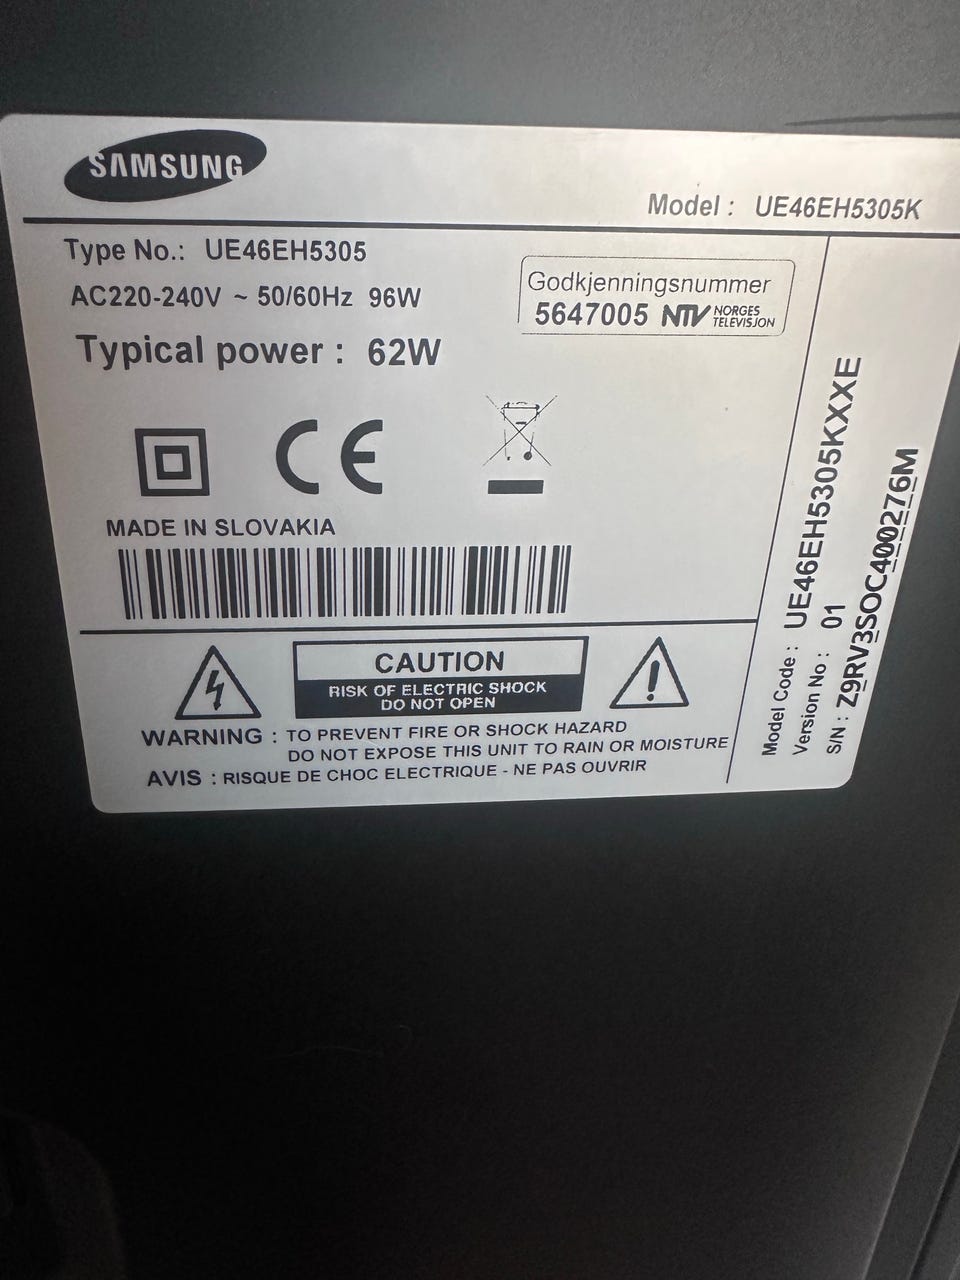 SAMSUNG
Model : UE46EH5305K
Type No.: UE46EH5305
AC220-240V ~ 50/60Hz 96W
Typical power : 62W
Godkjenningsnummer
5647005 NTV NORGES
TELEVISJON
CE
MADE IN SLOVAKIA
CAUTION
RISK OF ELECTRIC SHOCK
DO NOT OPEN
WARNING : TO PREVENT FIRE OR SHOCK HAZARD
DO NOT EXPOSE THIS UNIT TO RAIN OR MOISTURE
AVIS : RISQUE DE CHOC ELECTRIQUE - NE PAS OUVRIR
Model Code : UE46EH5305KXXE
Version No : 01
S/N : Z9RV3SOC400276M